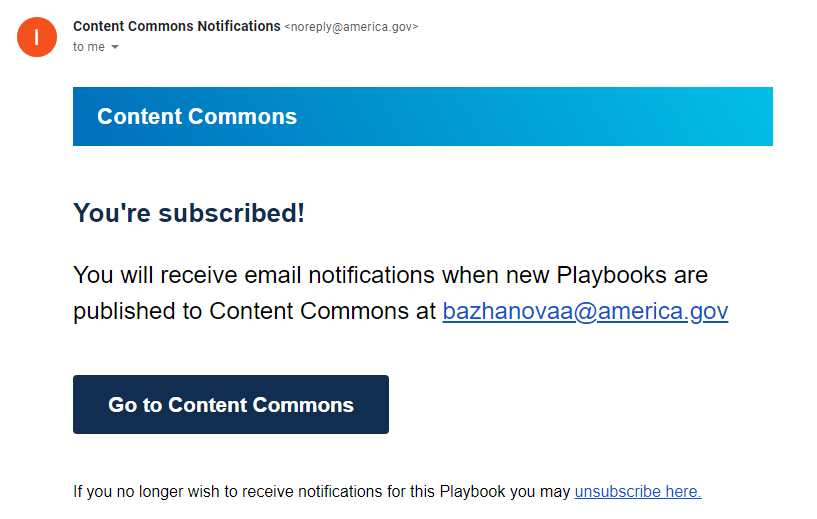 I
Content Commons Notifications <noreply@america.gov>
to me
Content Commons
You're subscribed!
You will receive email notifications when new Playbooks are
published to Content Commons at bazhanovaa@america.gov
Go to Content Commons
If you no longer wish to receive notifications for this Playbook you may unsubscribe here.